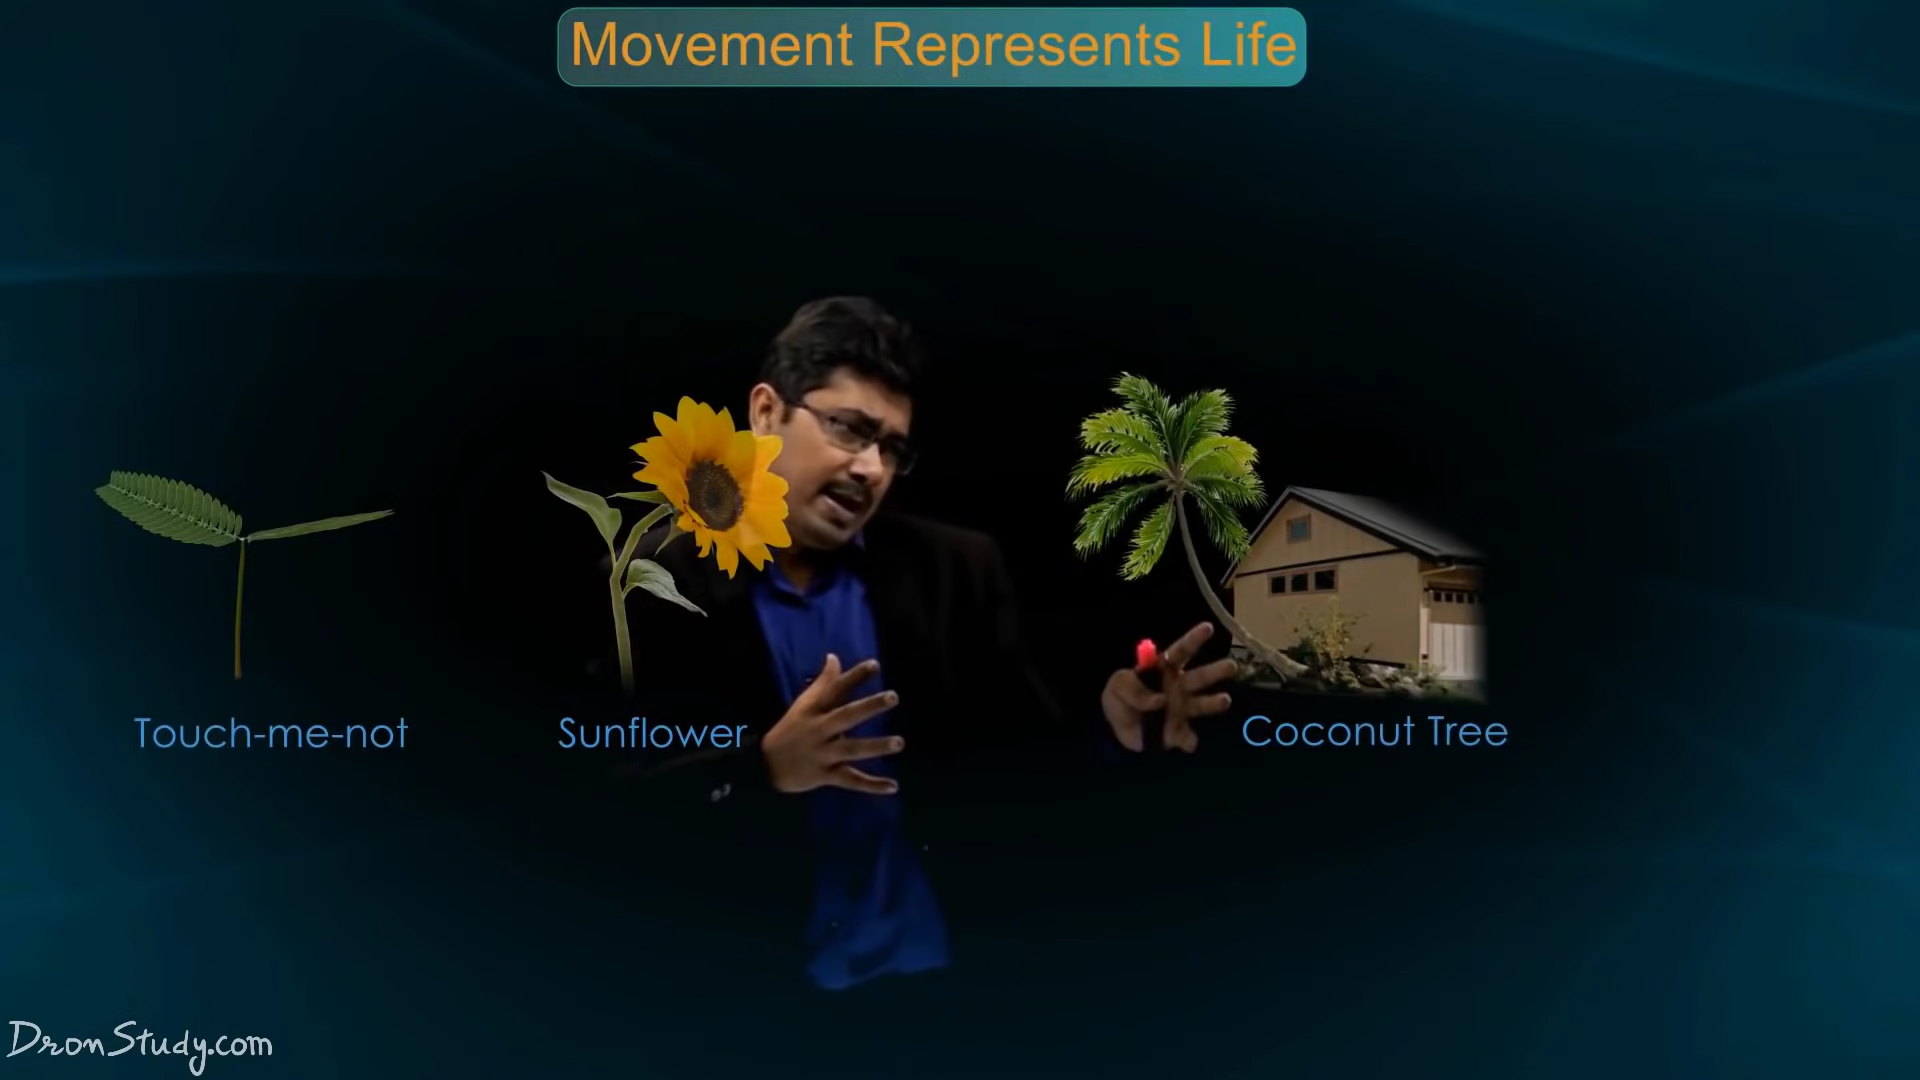 Movement Represents Life
Touch-me-not
Sunflower
Coconut Tree
DronStudy.com